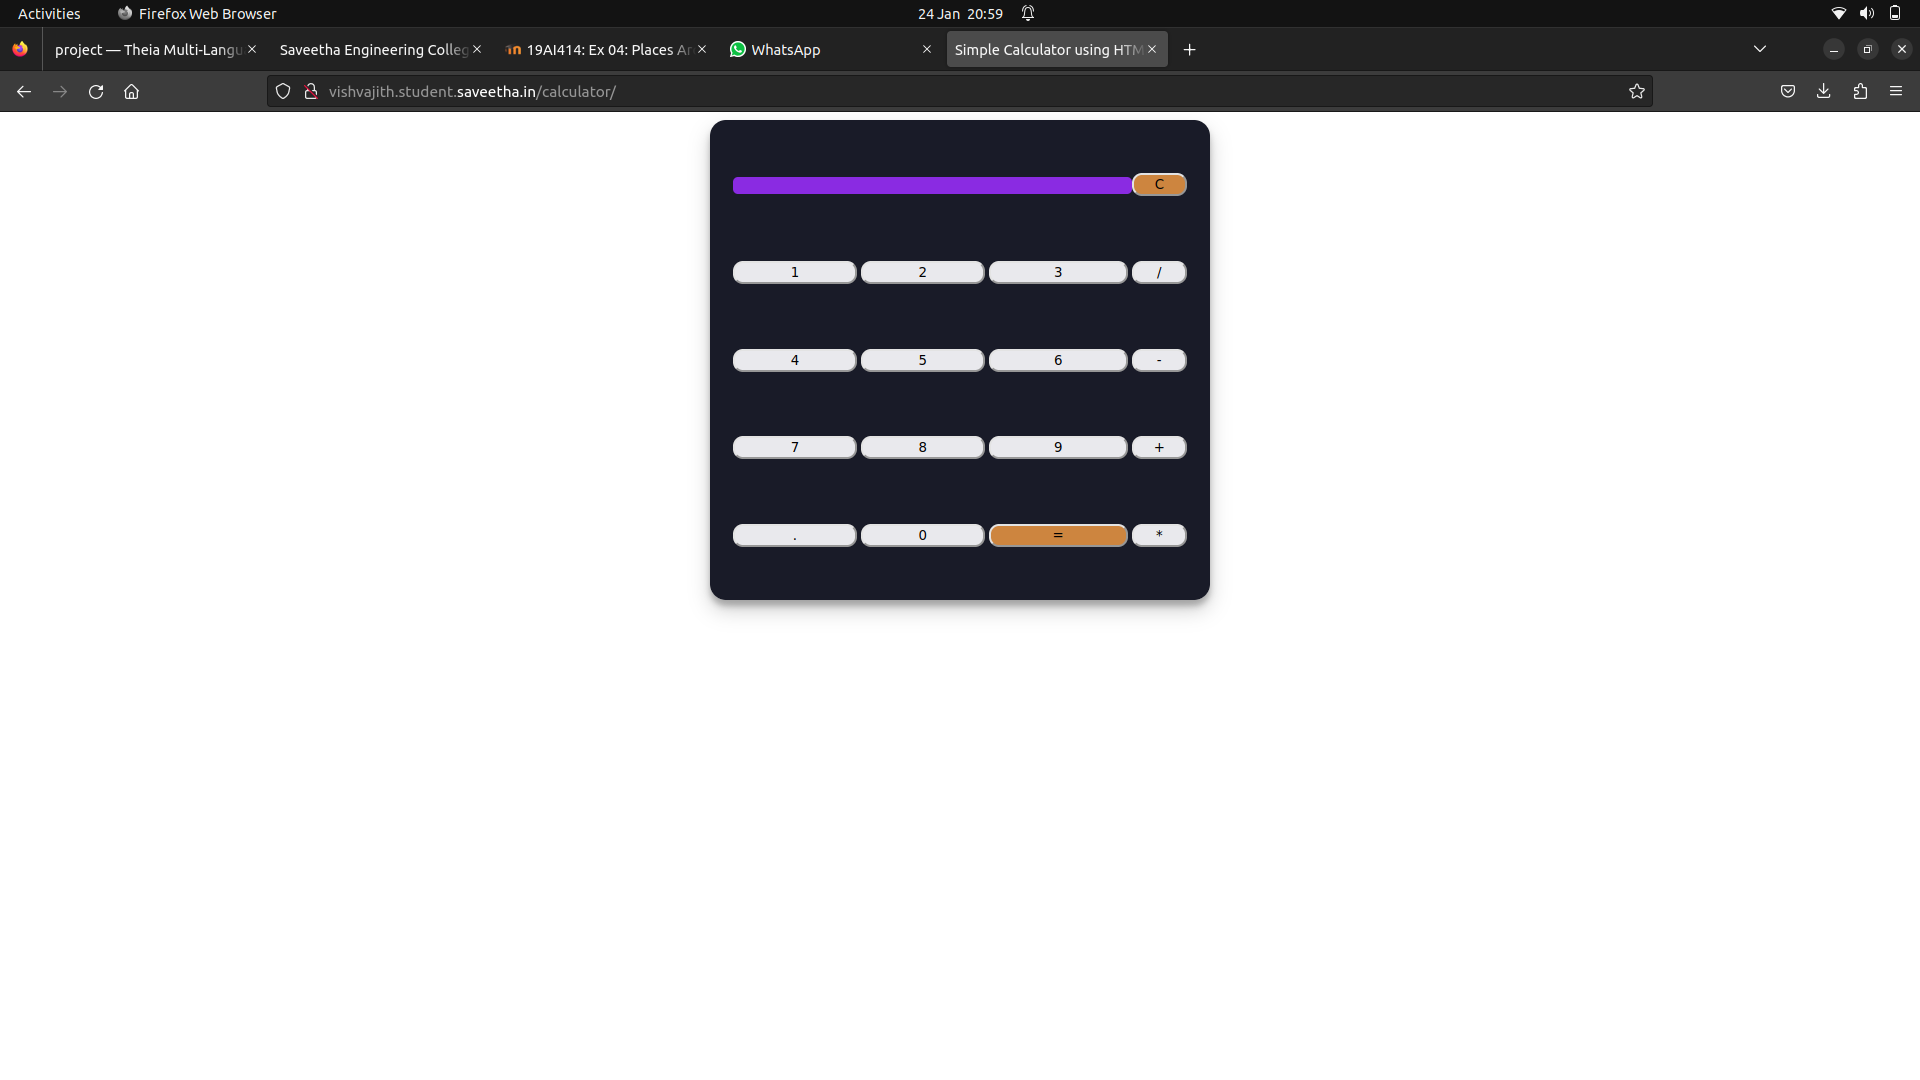 Activities Firefox Web Browser 24 Jan 20:59
project — Theia Multi-Langu Saveetha Engineering Colleg 19AI414: Ex 04: Places Ar WhatsApp Simple Calculator using HTM
vishvajith.student.saveetha.in/calculator/
C
1 2 3 /
4 5 6 -
7 8 9 +
. 0 = *